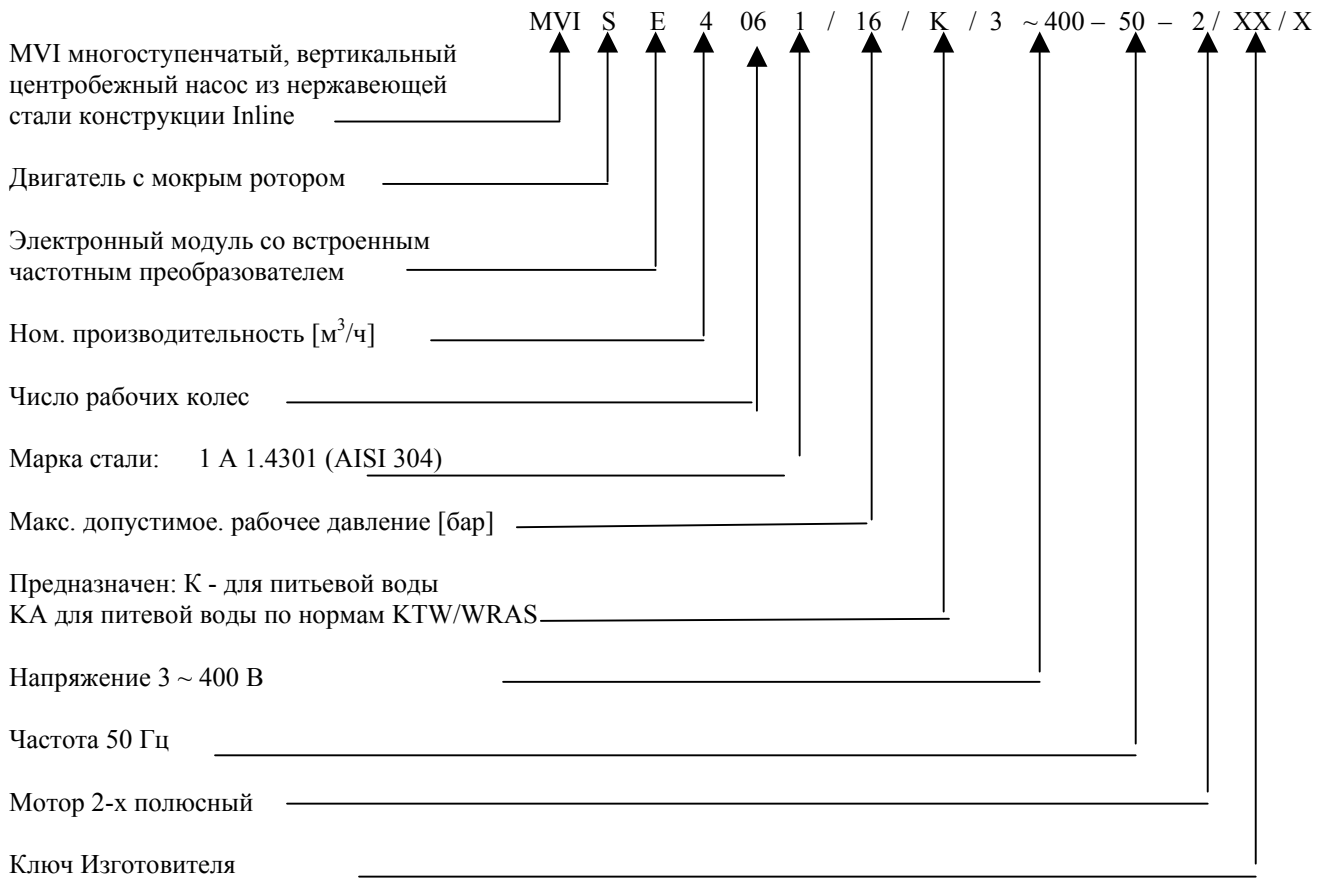 MVI S E 4 06 1 / 16 / K / 3 ~ 400 – 50 – 2 / XX / X
MVI многоступенчатый, вертикальный
центробежный насос из нержавеющей
стали конструкции Inline
Двигатель с мокрым ротором
Электронный модуль со встроенным
частотным преобразователем
Ном. производительность [м³/ч]
Число рабочих колес
Марка стали: 1 А 1.4301 (AISI 304)
Макс. допустимое. рабочее давление [бар]
Предназначен: К - для питьевой воды
KA для питевой воды по нормам KTW/WRAS
Напряжение 3 ~ 400 В
Частота 50 Гц
Мотор 2-х полюсный
Ключ Изготовителя